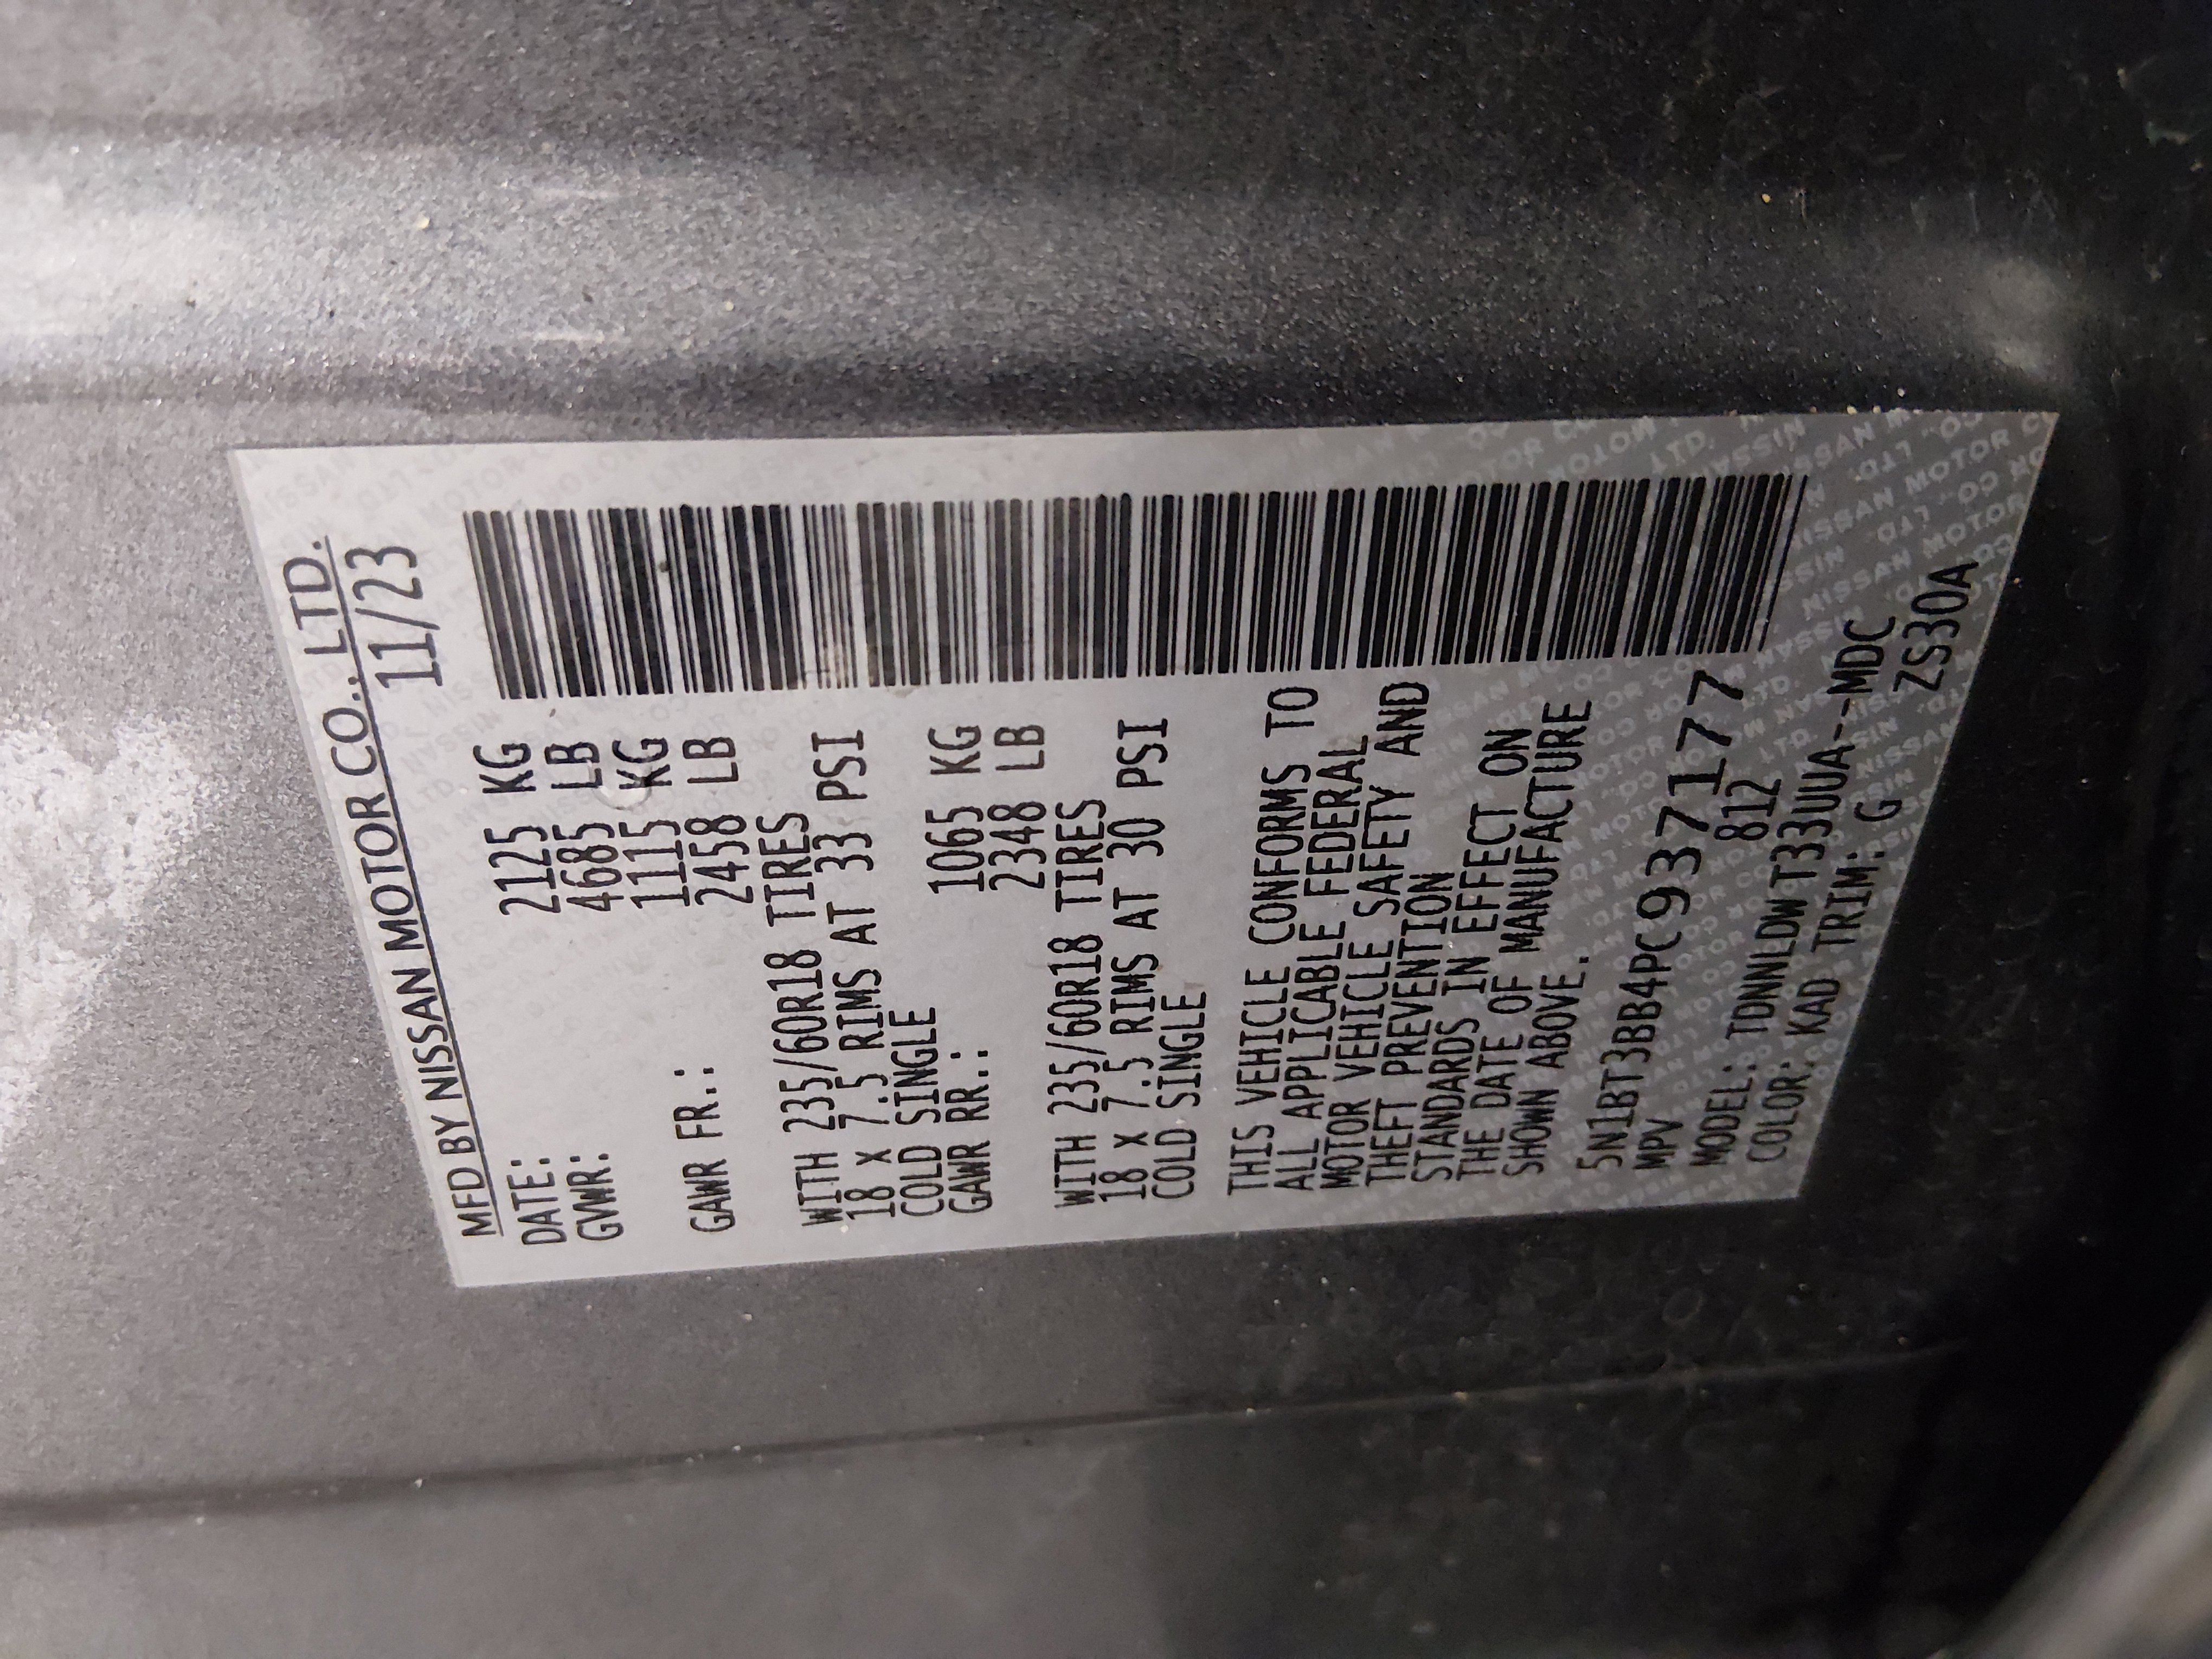 MFD BY NISSAN MOTOR CO., LTD.
DATE: 11/23
GVWR: 2125 KG
4685 LB
GAWR FR.: 1115 KG
2458 LB
WITH 235/60R18 TIRES
18 X 7.5 RIMS AT 33 PSI
COLD SINGLE
GAWR RR.: 1065 KG
2348 LB
WITH 235/60R18 TIRES
18 X 7.5 RIMS AT 30 PSI
COLD SINGLE
THIS VEHICLE CONFORMS TO
ALL APPLICABLE FEDERAL
MOTOR VEHICLE SAFETY AND
THEFT PREVENTION
STANDARDS IN EFFECT ON
THE DATE OF MANUFACTURE
SHOWN ABOVE.
5N1BT3BB4PC937177
MPV 812
MODEL: TDNNLDWT33UUA--MDC
COLOR: KAD TRIM: G ZS30A